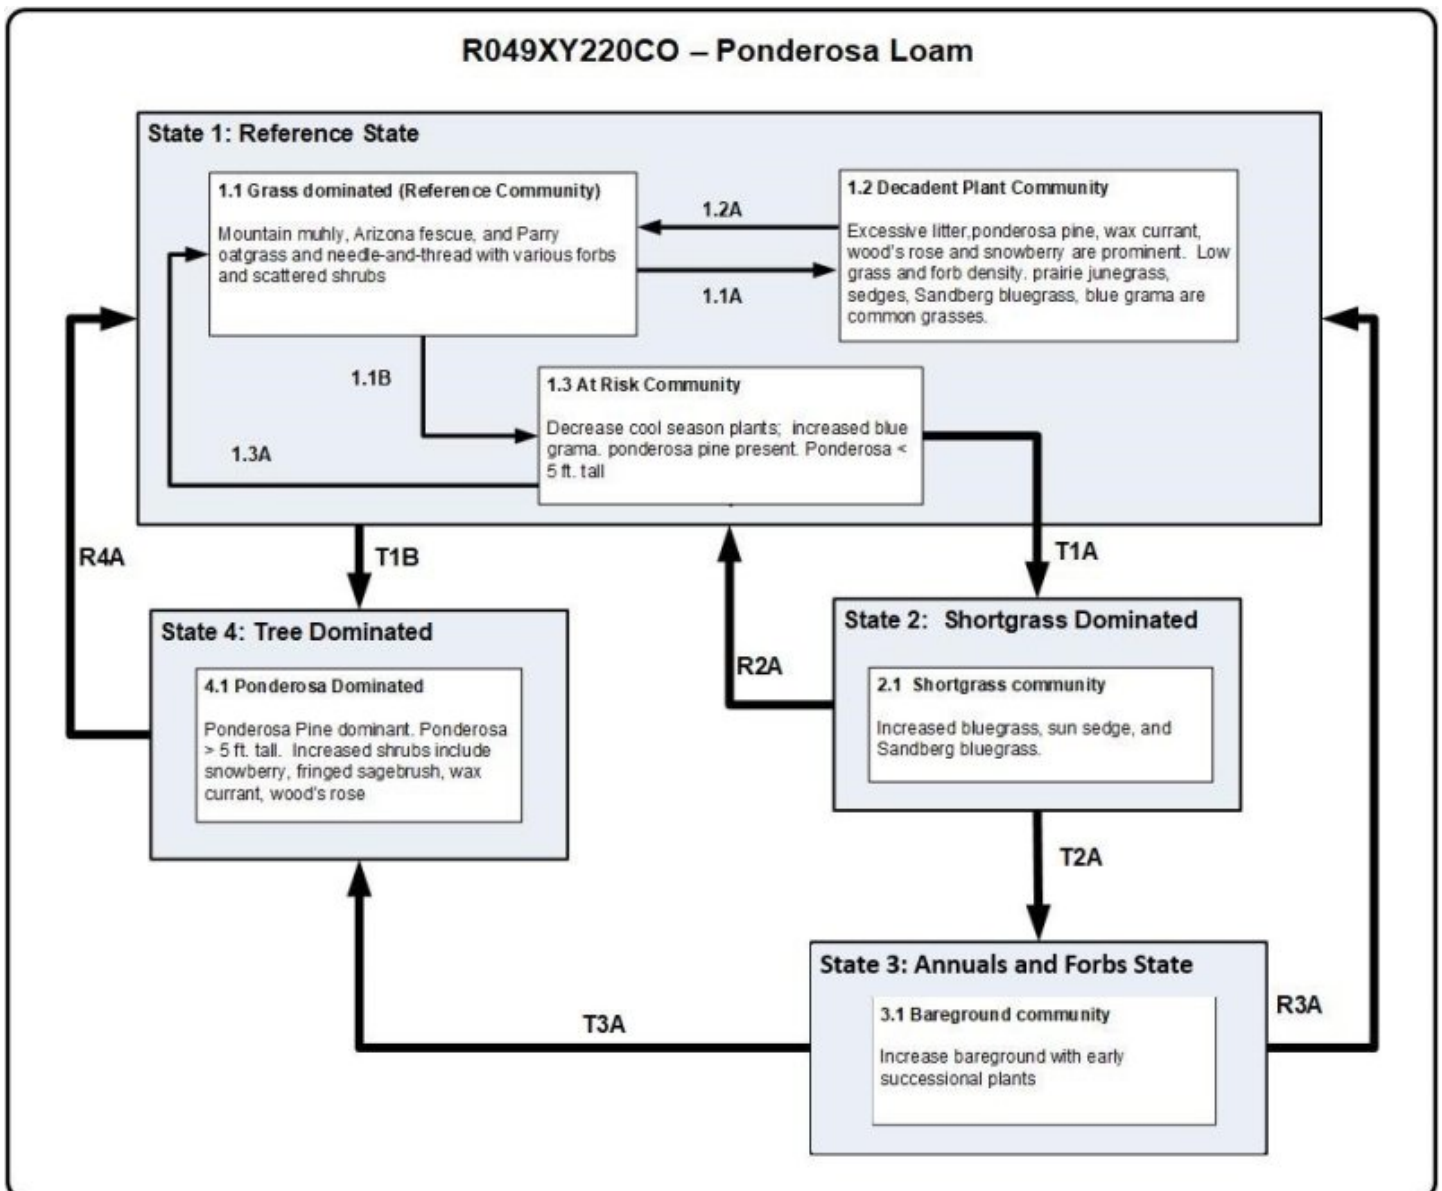 R049XY220CO – Ponderosa Loam
State 1: Reference State
1.1 Grass dominated (Reference Community)
Mountain muhly, Arizona fescue, and Parry
oatgrass and needle-and-thread with various forbs
and scattered shrubs
1.2A
1.1A
1.2 Decadent Plant Community
Excessive litter,ponderosa pine, wax currant,
wood's rose and snowberry are prominent. Low
grass and forb density. prairie junegrass,
sedges, Sandberg bluegrass, blue grama are
common grasses.
1.1B
1.3A
1.3 At Risk Community
Decrease cool season plants; increased blue
grama. ponderosa pine present. Ponderosa <
5 ft. tall
R4A
T1B
T1A
State 4: Tree Dominated
4.1 Ponderosa Dominated
Ponderosa Pine dominant. Ponderosa
> 5 ft. tall. Increased shrubs include
snowberry, fringed sagebrush, wax
currant, wood's rose
R2A
State 2: Shortgrass Dominated
2.1 Shortgrass community
Increased bluegrass, sun sedge, and
Sandberg bluegrass.
T2A
State 3: Annuals and Forbs State
3.1 Bareground community
Increase bareground with early
successional plants
T3A
R3A